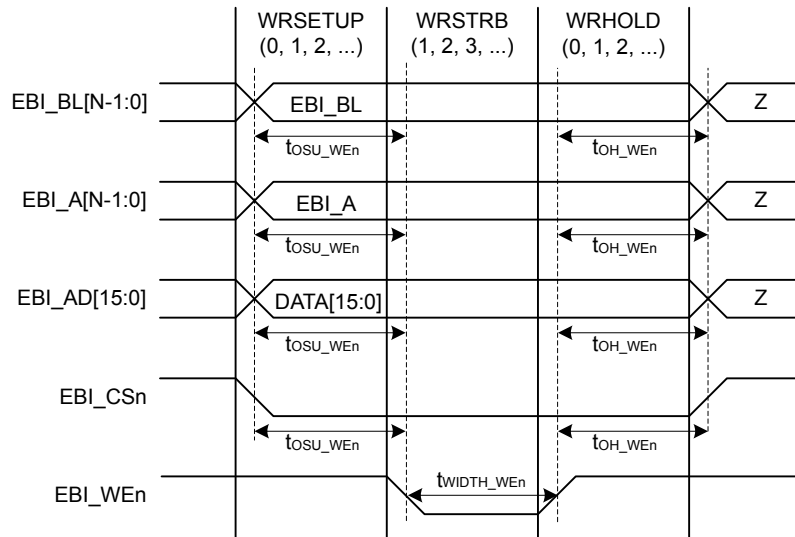 WRSETUP WRSTRB WRHOLD
(0, 1, 2, ...) (1, 2, 3, ...) (0, 1, 2, ...)
EBI_BL[N-1:0] EBI_BL Z
tOSU_WEn tOH_WEn
EBI_A[N-1:0] EBI_A Z
tOSU_WEn tOH_WEn
EBI_AD[15:0] DATA[15:0] Z
tOSU_WEn tOH_WEn
EBI_CSn
tOSU_WEn tOH_WEn
EBI_WEn tWIDTH_WEn